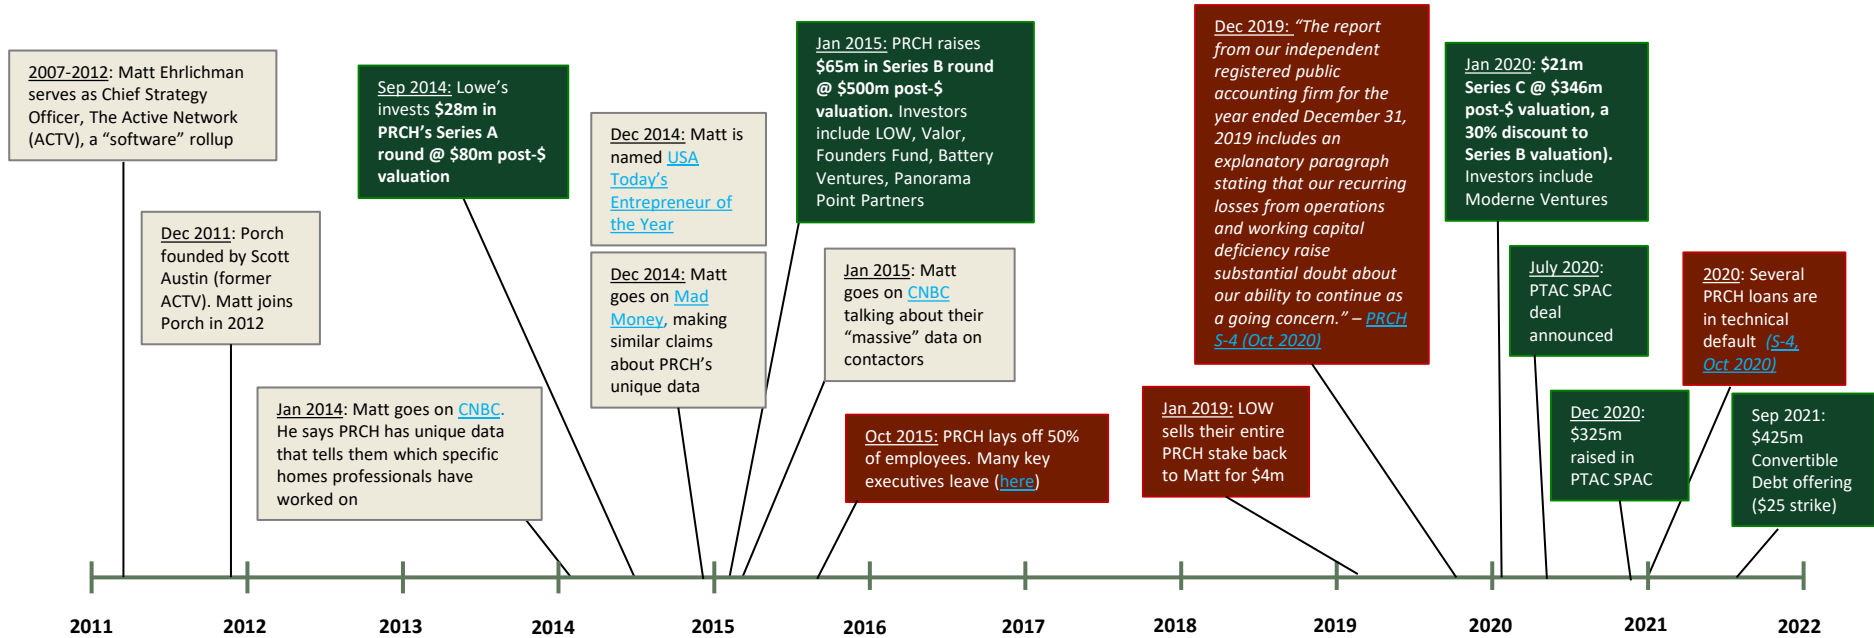 2007-2012: Matt Ehrlichman
serves as Chief Strategy
Officer, The Active Network
(ACTV), a “software” rollup
Dec 2011: Porch
founded by Scott
Austin (former
ACTV). Matt joins
Porch in 2012
Jan 2014: Matt goes on CNBC.
He says PRCH has unique data
that tells them which specific
homes professionals have
worked on
Sep 2014: Lowe’s
invests $28m in
PRCH’s Series A
round @ $80m post-$
valuation
Dec 2014: Matt is
named USA
Today’s
Entrepreneur of
the Year
Dec 2014: Matt
goes on Mad
Money, making
similar claims
about PRCH’s
unique data
Jan 2015: PRCH raises
$65m in Series B round
@ $500m post-$
valuation. Investors
include LOW, Valor,
Founders Fund, Battery
Ventures, Panorama
Point Partners
Jan 2015: Matt
goes on CNBC
talking about their
“massive” data on
contactors
Oct 2015: PRCH lays off 50%
of employees. Many key
executives leave (here)
Jan 2019: LOW
sells their entire
PRCH stake back
to Matt for $4m
Dec 2019: “The report
from our independent
registered public
accounting firm for the
year ended December 31,
2019 includes an
explanatory paragraph
stating that our recurring
losses from operations
and working capital
deficiency raise
substantial doubt about
our ability to continue as
a going concern.” – PRCH
S-4 (Oct 2020)
Jan 2020: $21m
Series C @ $346m
post-$ valuation, a
30% discount to
Series B valuation).
Investors include
Moderne Ventures
July 2020:
PTAC SPAC
deal
announced
Dec 2020:
$325m
raised in
PTAC SPAC
2020: Several
PRCH loans are
in technical
default (S-4,
Oct 2020)
Sep 2021:
$425m
Convertible
Debt offering
($25 strike)
2011 2012 2013 2014 2015 2016 2017 2018 2019 2020 2021 2022